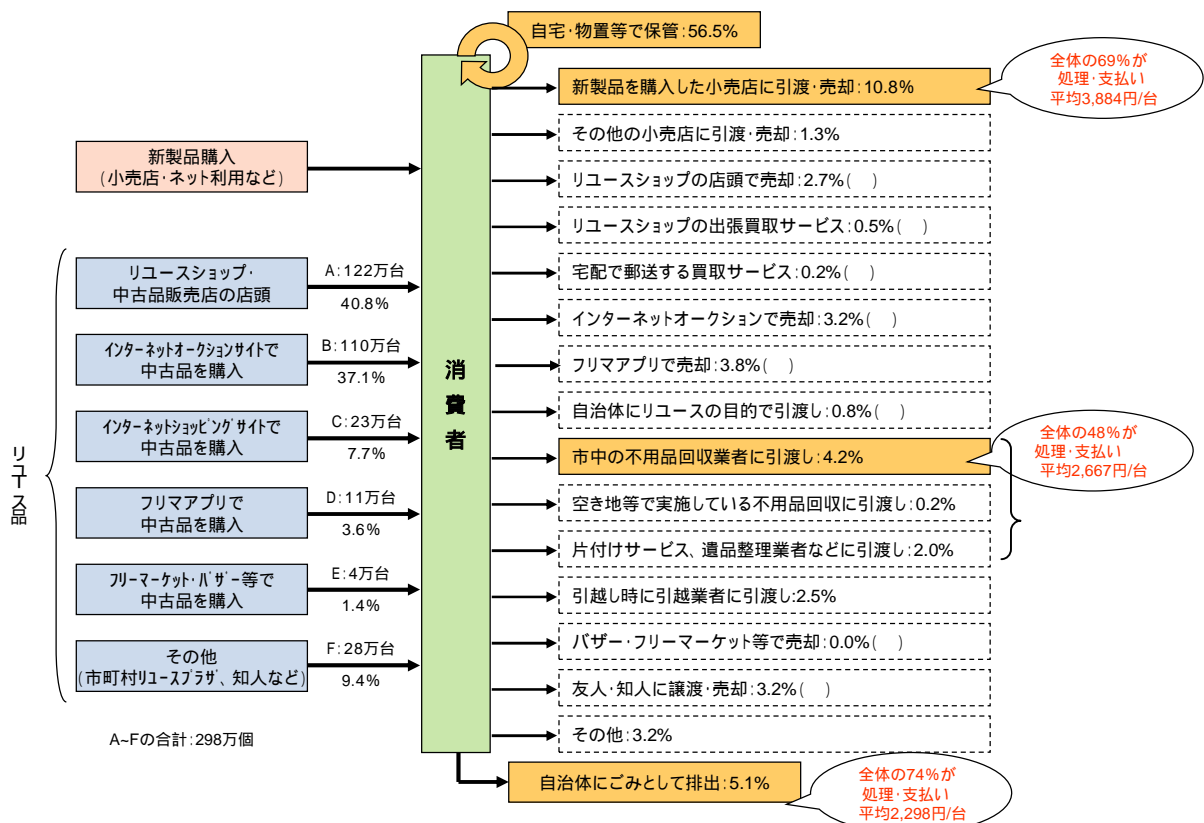 自宅・物置等で保管：56.5%
全体の69%が
処理・支払い
平均3,884円/台
新製品を購入した小売店に引渡・売却：10.8%
その他の小売店に引渡・売却：1.3%
新製品購入
(小売店・ネット利用など)
リユースショップの店頭で売却：2.7%(　)
リユースショップの出張買取サービス：0.5%(　)
リユース品
リユースショップ・
中古品販売店の店頭
A：122万台
40.8%
宅配で郵送する買取サービス：0.2%(　)
インターネットオークションで売却：3.2%(　)
ｲﾝﾀｰﾈｯﾄオークションサイトで
中古品を購入
B：110万台
37.1%
消費者
フリマアプリで売却：3.8%(　)
自治体にリユースの目的で引渡し：0.8%(　)
ｲﾝﾀｰﾈｯﾄショッピングサイトで
中古品を購入
C：23万台
7.7%
全体の48%が
処理・支払い
平均2,667円/台
市中の不用品回収業者に引渡し：4.2%
空き地等で実施している不用品回収に引渡し：0.2%
フリマアプリで
中古品を購入
D：11万台
3.6%
片付けサービス、遺品整理業者などに引渡し：2.0%
フリーマーケット・バザー等で
中古品を購入
E：4万台
1.4%
引越し時に引越業者に引渡し：2.5%
バザー・フリーマーケット等で売却：0.0%(　)
その他
(市町村リユースプラザ、知人など)
F：28万台
9.4%
友人・知人に譲渡・売却：3.2%(　)
その他：3.2%
A~Fの合計：298万個
自治体にごみとして排出：5.1%
全体の74%が
処理・支払い
平均2,298円/台